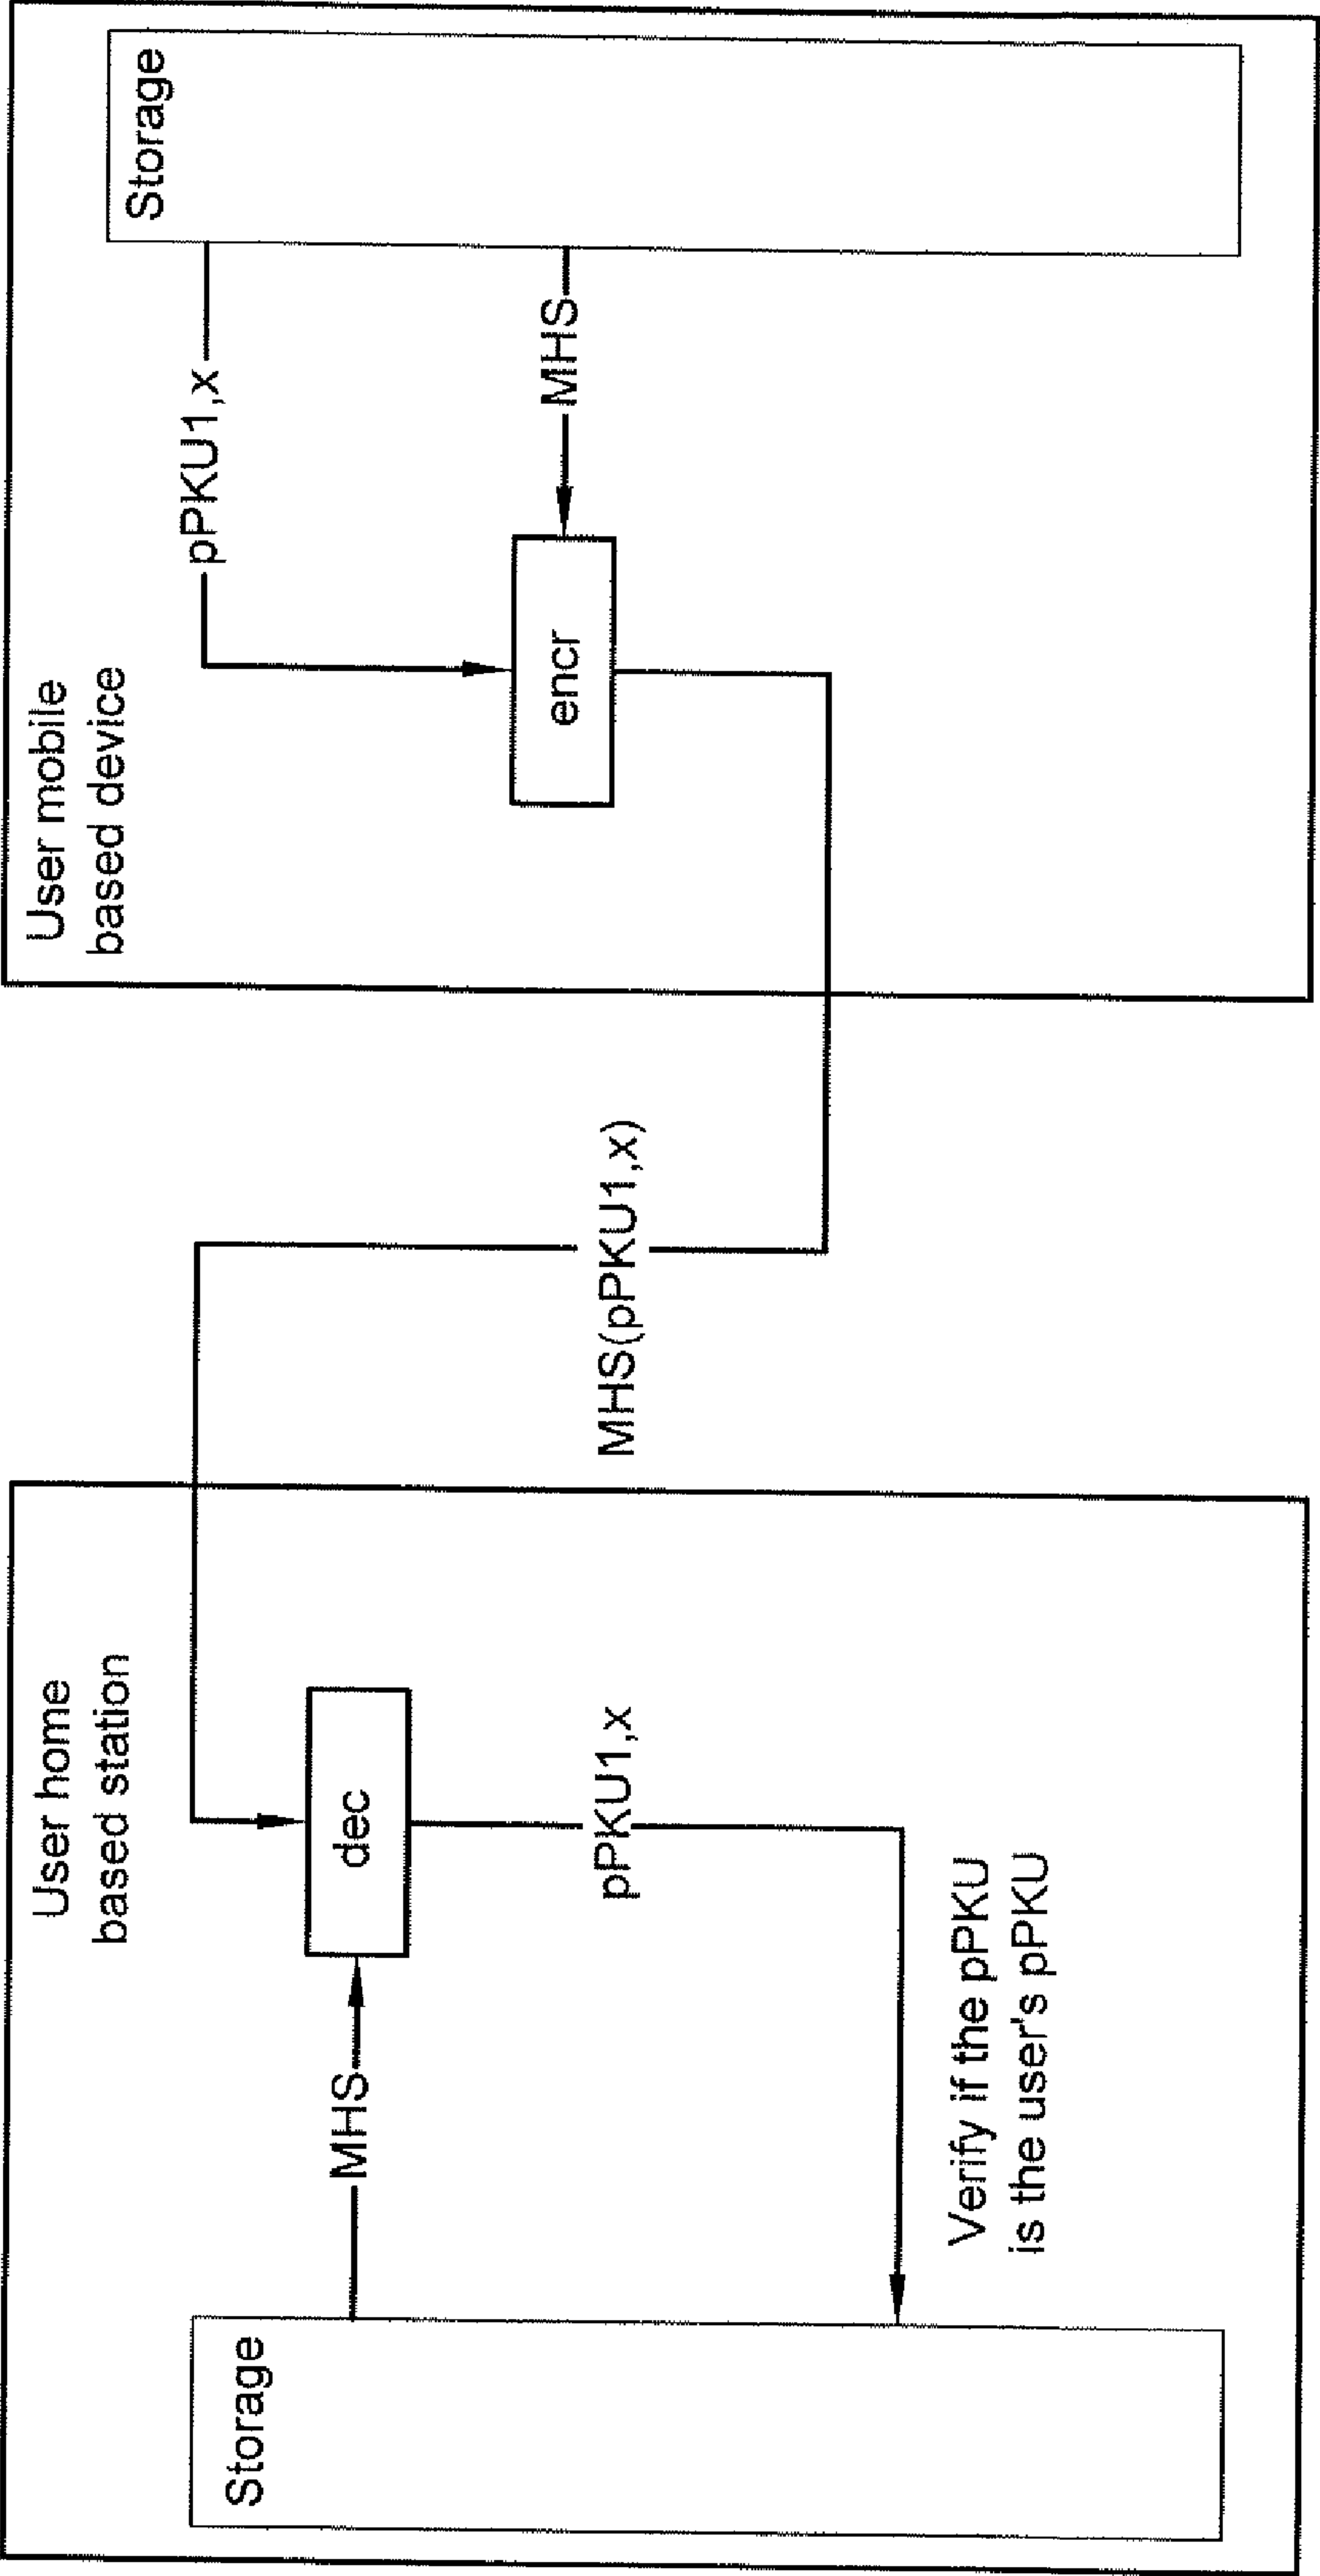 User home
based station
Storage
MHS
dec
pPKU1,x
Verify if the pPKU
is the user's pPKU
MHS(pPKU1,x)
User mobile
based device
pPKU1,x
Storage
encr
MHS